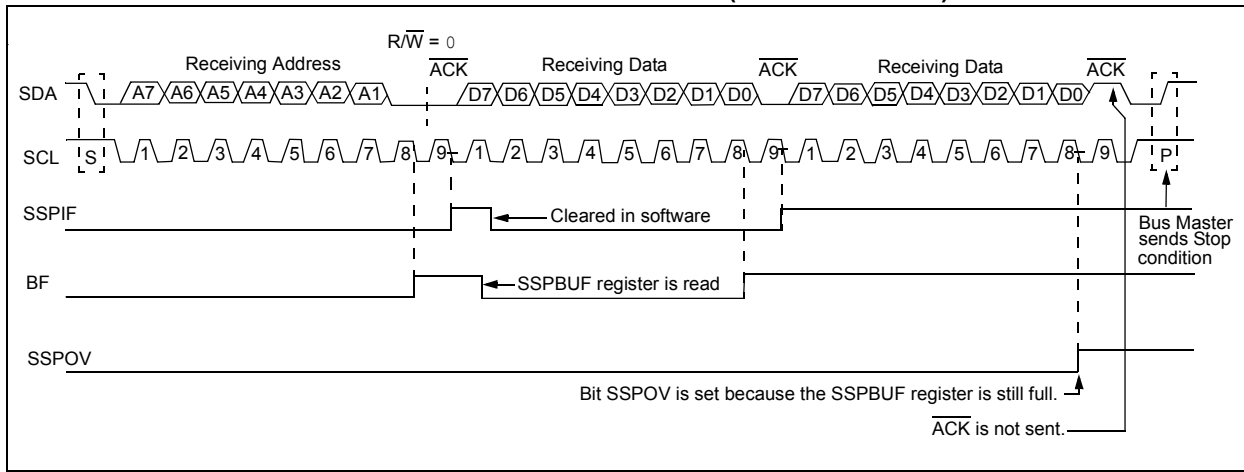 R/W = 0
Receiving Address ACK Receiving Data ACK Receiving Data ACK
SDA A7 A6 A5 A4 A3 A2 A1 D7 D6 D5 D4 D3 D2 D1 D0 D7 D6 D5 D4 D3 D2 D1 D0
SCL S 1 2 3 4 5 6 7 8 9 1 2 3 4 5 6 7 8 9 1 2 3 4 5 6 7 8 9 P
SSPIF
Cleared in software
Bus Master
sends Stop
condition
BF
SSPBUF register is read
SSPOV
Bit SSPOV is set because the SSPBUF register is still full.
ACK is not sent.